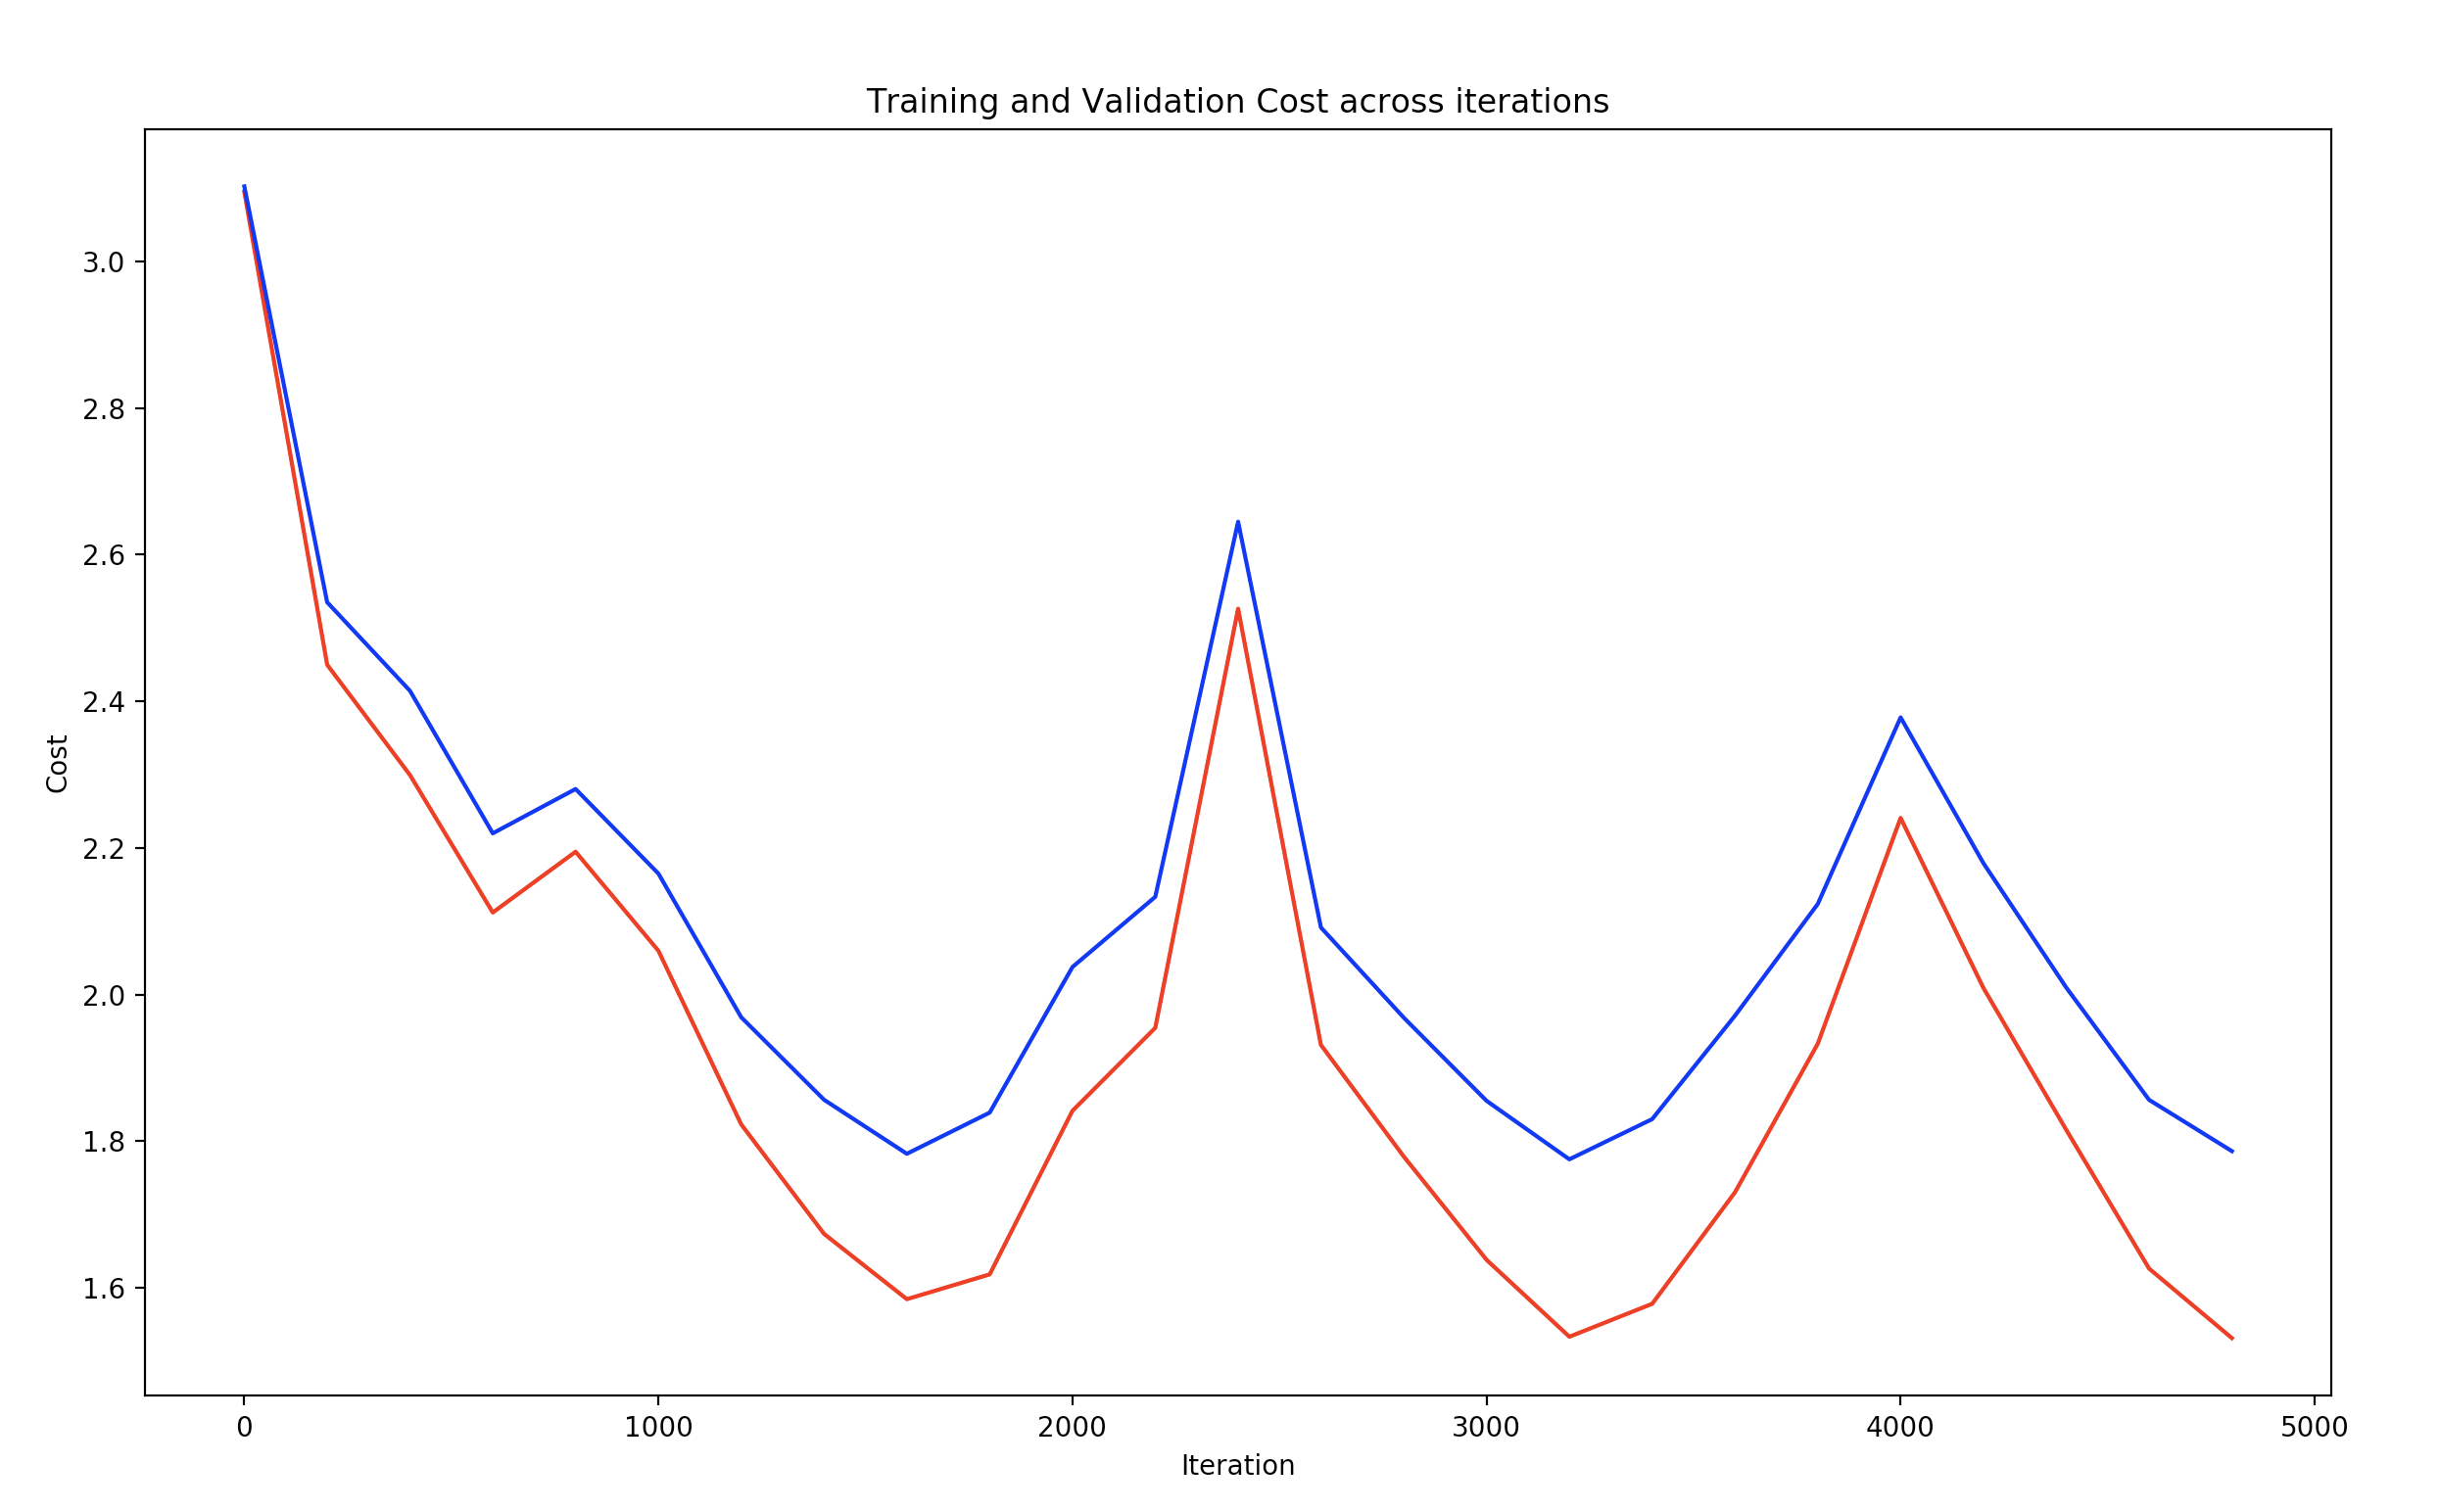 Training and Validation Cost across iterations
3.0
2.8
2.6
2.4
2.2
2.0
1.8
1.6
Cost
0 1000 2000 3000 4000 5000
Iteration